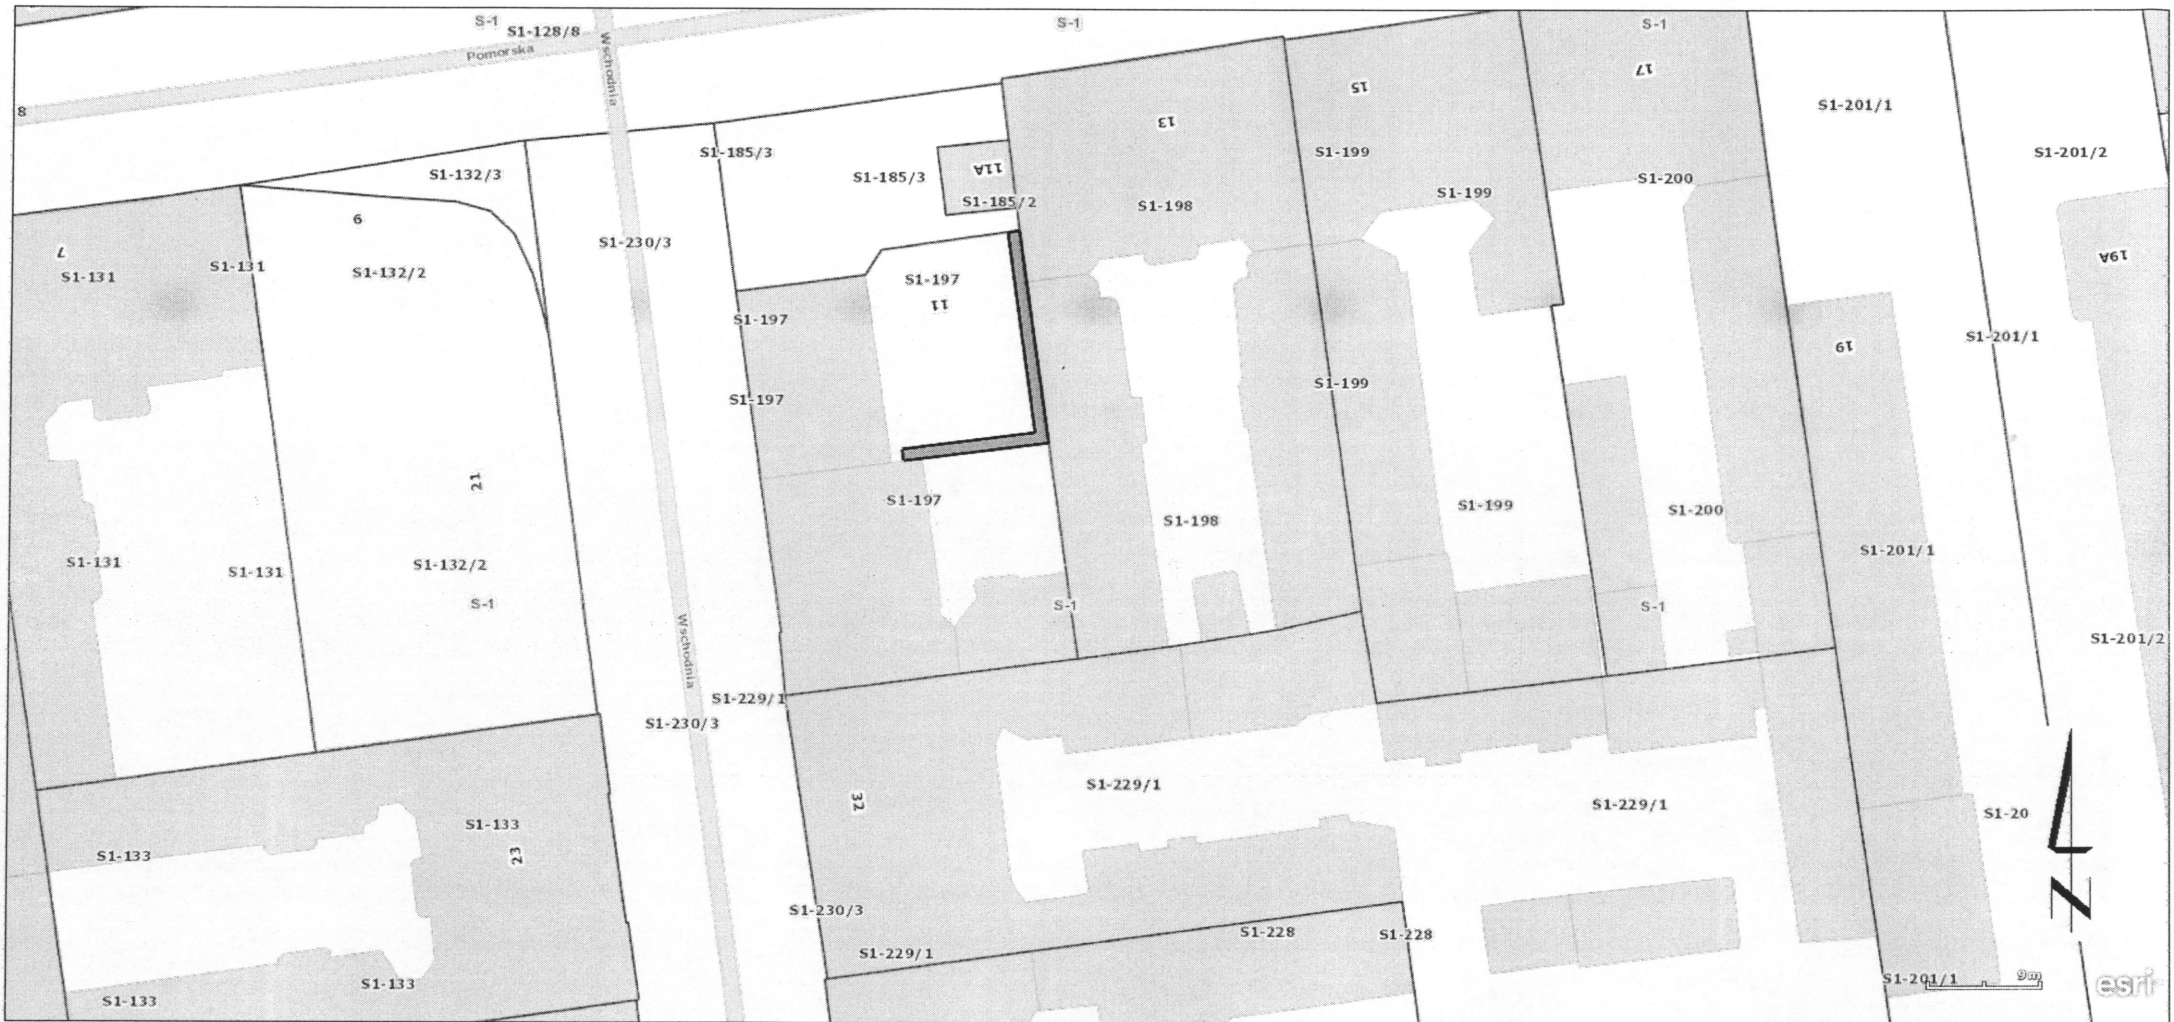 S-1
S-1
S-1
S1-128/8
Pomorska
Wschodnia
8
S1-132/3
S1-185/3
S1-185/3
11A
S1-185/2
13
15
17
S1-201/1
S1-201/2
S1-199
S1-199
S1-200
S1-198
6
7
S1-131
S1-131
S1-132/2
S1-230/3
S1-197
11
S1-197
S1-197
S1-199
19A
S1-201/1
19
21
S1-197
S1-198
S1-199
S1-200
S1-201/1
S1-131
S1-131
S1-132/2
S-1
S-1
S-1
Wschodnia
S1-201/2
S1-229/1
S1-230/3
S1-229/1
32
S1-229/1
S1-20
S1-133
S1-133
23
S1-230/3
S1-229/1
S1-228
S1-228
S1-133
S1-133
S1-201/1
9m
N
esri